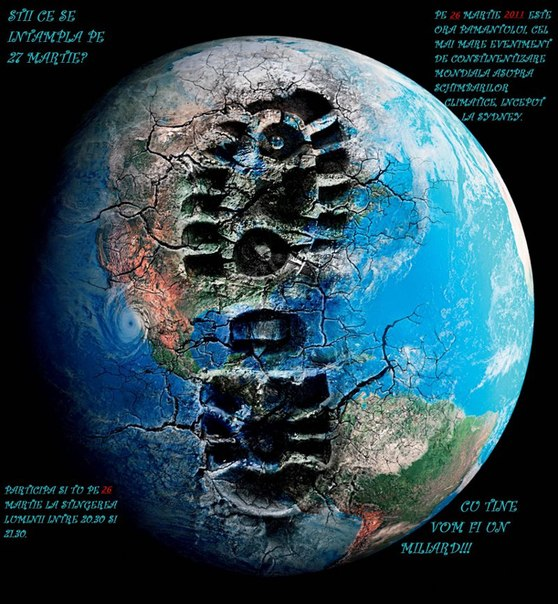 STII CE SE
INTAMPLA PE
27 MARTIE?
PE 26 MARTIE 2011 ESTE
ORA PAMANTULUI, CEL
MAI MARE EVENIMENT
DE CONSTINENTIZARE
MONDIALA ASUPRA
SCHIMBARILOR
CLIMATICE, INCEPUT
LA SYDNEY.
PARTICIPA SI TU PE 26
MARTIE LA STINGEREA
LUMINII INTRE 20.30 SI
21.30.
CU TINE
VOM FI UN
MILIARD!!!